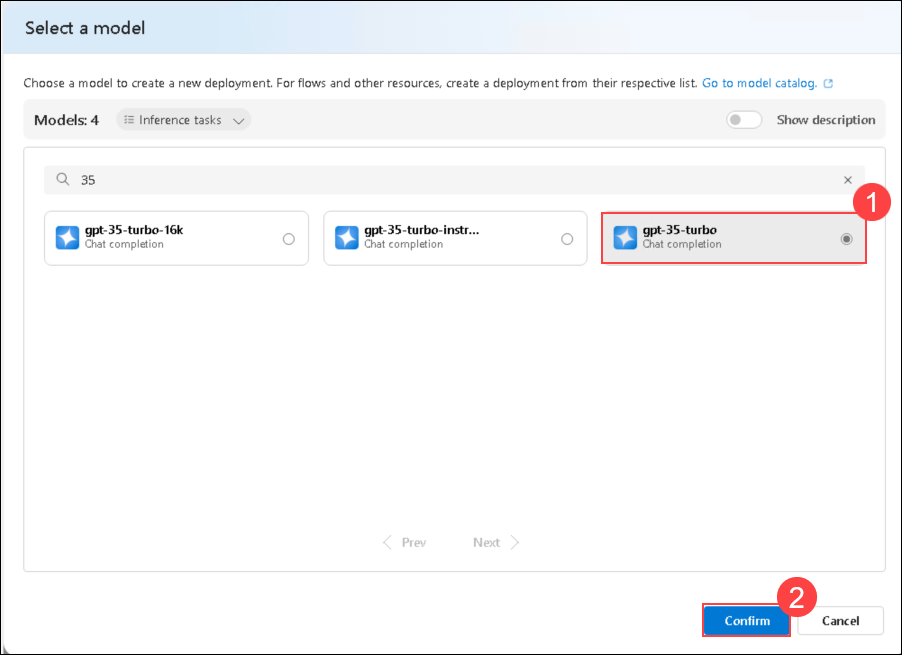 Select a model
Choose a model to create a new deployment. For flows and other resources, create a deployment from their respective list. Go to model catalog.
Models: 4 Inference tasks Show description
35
1
gpt-35-turbo-16k
Chat completion
gpt-35-turbo-instr...
Chat completion
gpt-35-turbo
Chat completion
Prev Next
2
Confirm Cancel